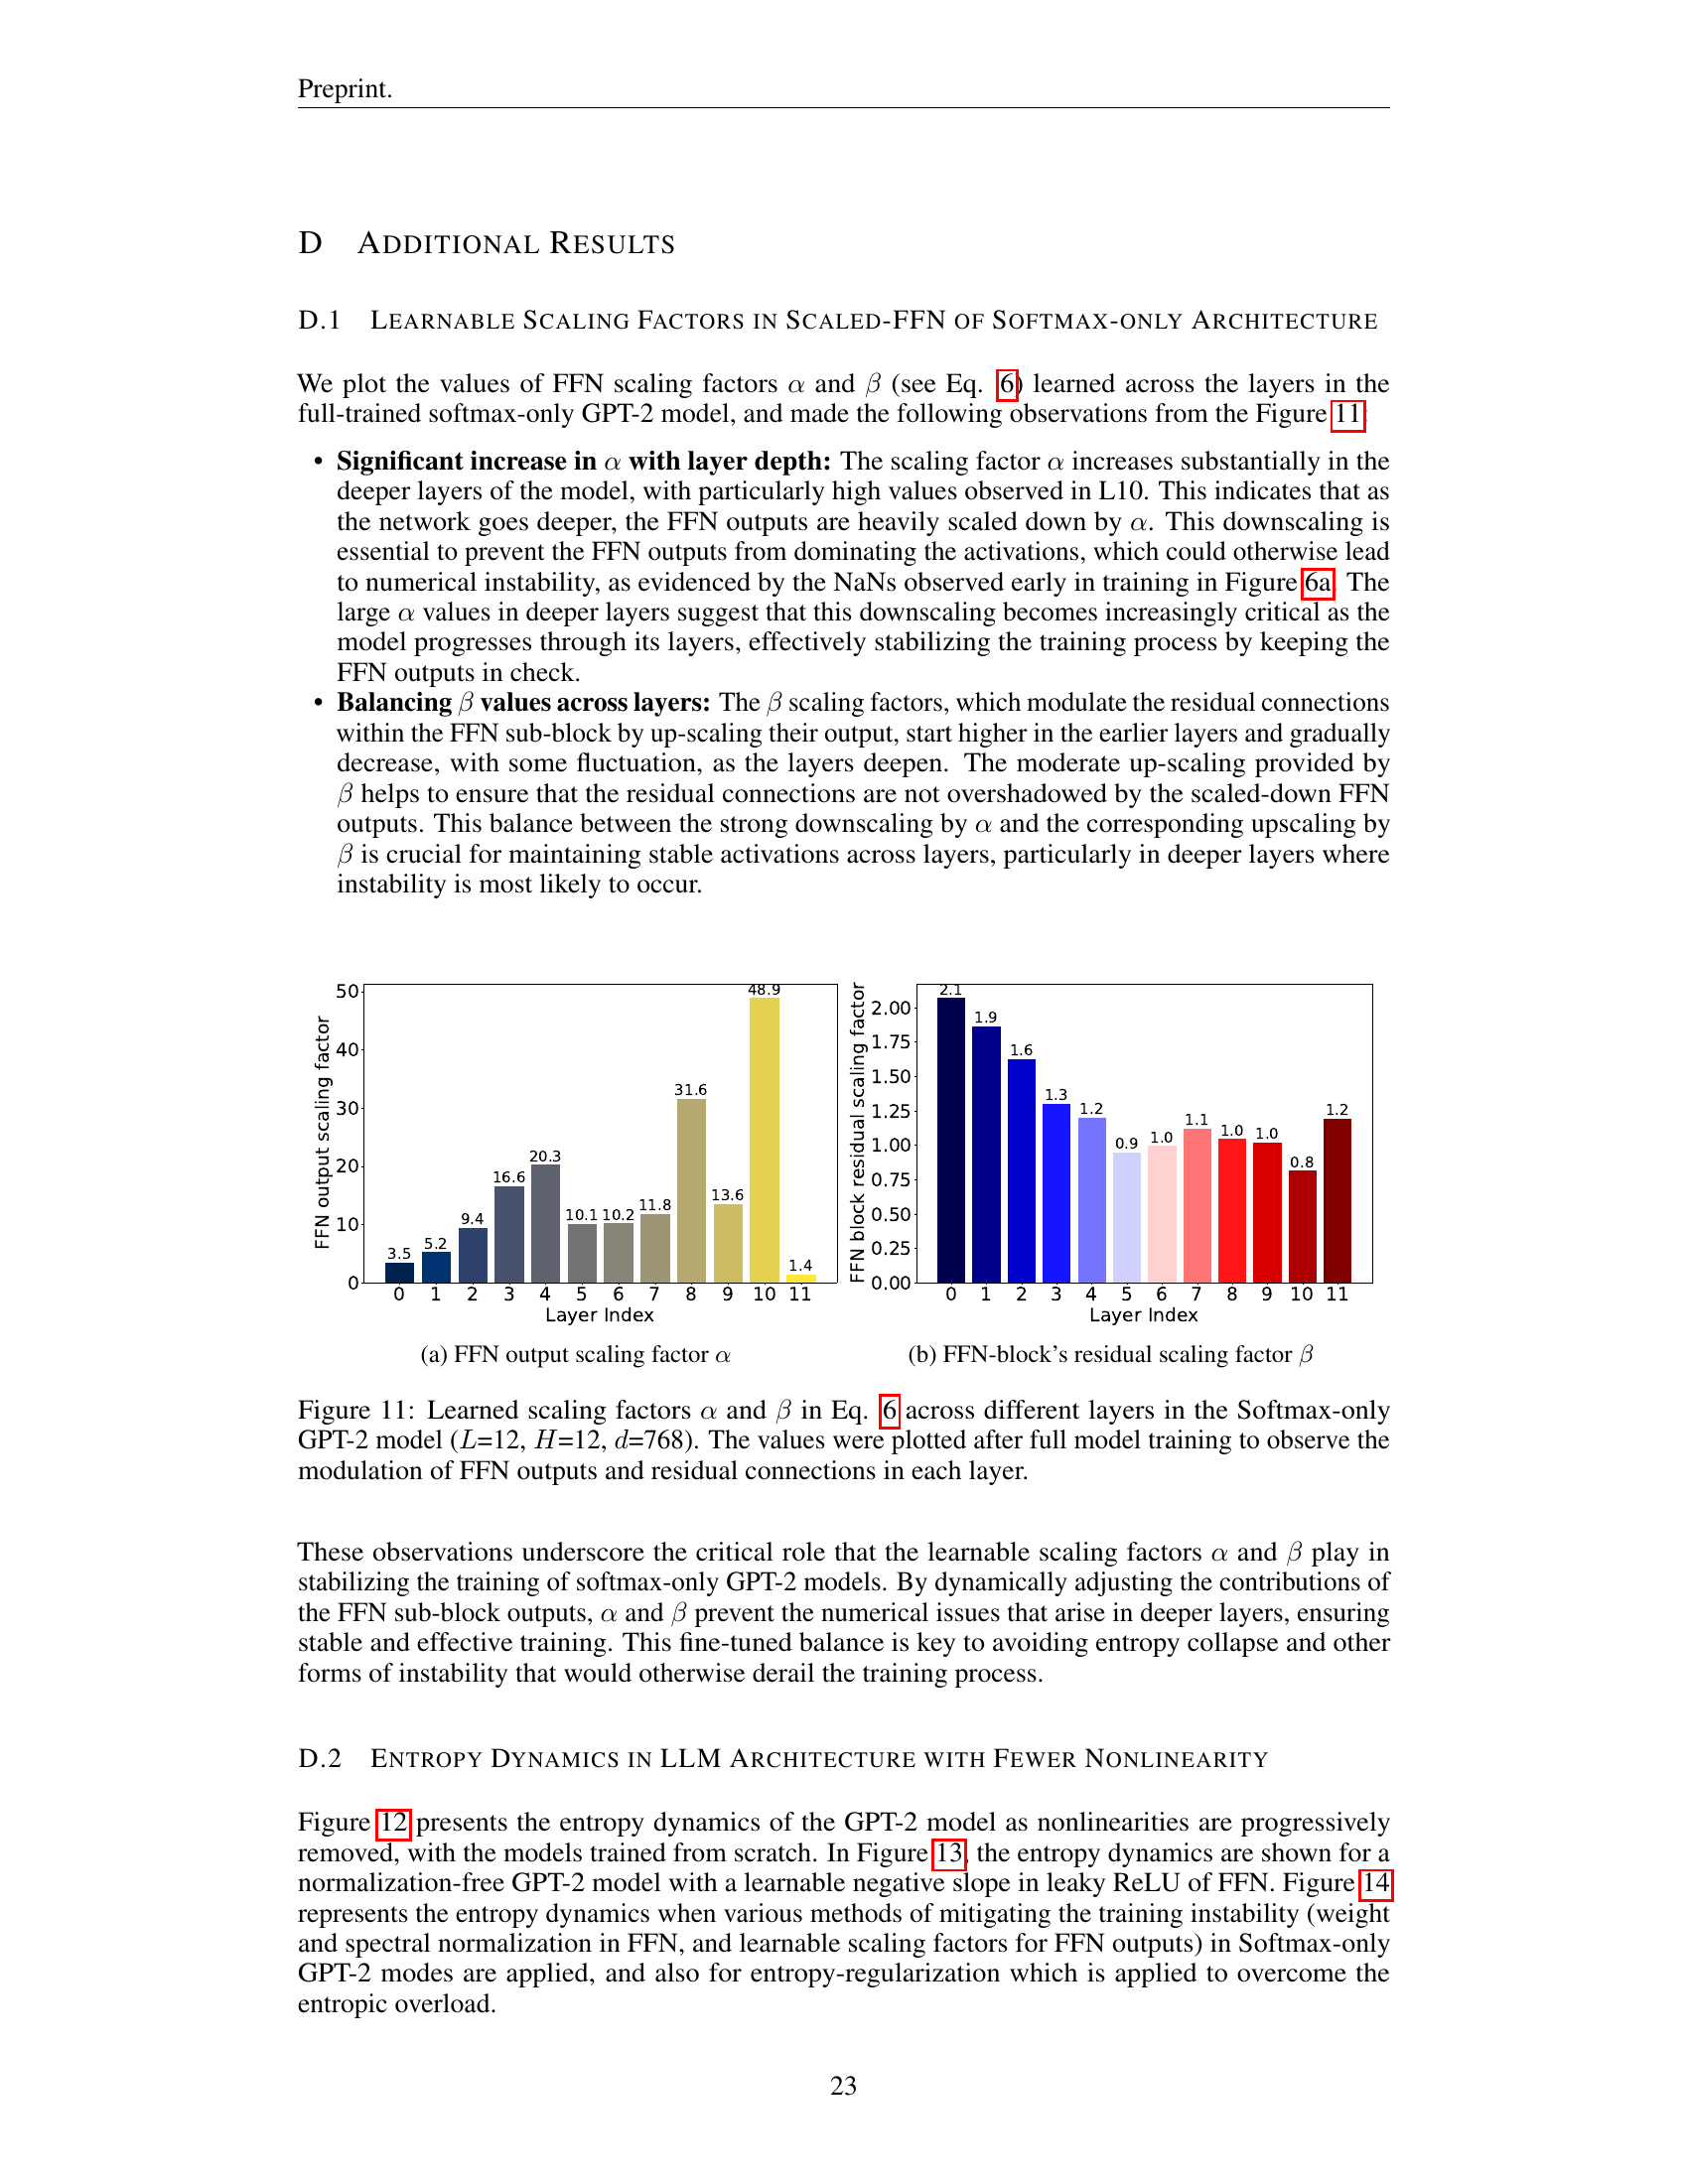 Preprint.
D ADDITIONAL RESULTS
D.1 LEARNABLE SCALING FACTORS IN SCALED-FFN OF SOFTMAX-ONLY ARCHITECTURE
We plot the values of FFN scaling factors α and β (see Eq. 6) learned across the layers in the
full-trained softmax-only GPT-2 model, and made the following observations from the Figure 11:
• Significant increase in α with layer depth: The scaling factor α increases substantially in the
deeper layers of the model, with particularly high values observed in L10. This indicates that as
the network goes deeper, the FFN outputs are heavily scaled down by α. This downscaling is
essential to prevent the FFN outputs from dominating the activations, which could otherwise lead
to numerical instability, as evidenced by the NaNs observed early in training in Figure 6a. The
large α values in deeper layers suggest that this downscaling becomes increasingly critical as the
model progresses through its layers, effectively stabilizing the training process by keeping the
FFN outputs in check.
• Balancing β values across layers: The β scaling factors, which modulate the residual connections
within the FFN sub-block by up-scaling their output, start higher in the earlier layers and gradually
decrease, with some fluctuation, as the layers deepen. The moderate up-scaling provided by
β helps to ensure that the residual connections are not overshadowed by the scaled-down FFN
outputs. This balance between the strong downscaling by α and the corresponding upscaling by
β is crucial for maintaining stable activations across layers, particularly in deeper layers where
instability is most likely to occur.
FFN output scaling factor
50
40
30
20
10
0
3.5 5.2 9.4 16.6 20.3 10.1 10.2 11.8 31.6 13.6 48.9 1.4
0 1 2 3 4 5 6 7 8 9 10 11
Layer Index
(a) FFN output scaling factor α
FFN block residual scaling factor
2.00
1.75
1.50
1.25
1.00
0.75
0.50
0.25
0.00
2.1 1.9 1.6 1.3 1.2 0.9 1.0 1.1 1.0 1.0 0.8 1.2
0 1 2 3 4 5 6 7 8 9 10 11
Layer Index
(b) FFN-block's residual scaling factor β
Figure 11: Learned scaling factors α and β in Eq. 6 across different layers in the Softmax-only
GPT-2 model (L=12, H=12, d=768). The values were plotted after full model training to observe the
modulation of FFN outputs and residual connections in each layer.
These observations underscore the critical role that the learnable scaling factors α and β play in
stabilizing the training of softmax-only GPT-2 models. By dynamically adjusting the contributions of
the FFN sub-block outputs, α and β prevent the numerical issues that arise in deeper layers, ensuring
stable and effective training. This fine-tuned balance is key to avoiding entropy collapse and other
forms of instability that would otherwise derail the training process.
D.2 ENTROPY DYNAMICS IN LLM ARCHITECTURE WITH FEWER NONLINEARITY
Figure 12 presents the entropy dynamics of the GPT-2 model as nonlinearities are progressively
removed, with the models trained from scratch. In Figure 13, the entropy dynamics are shown for a
normalization-free GPT-2 model with a learnable negative slope in leaky ReLU of FFN. Figure 14
represents the entropy dynamics when various methods of mitigating the training instability (weight
and spectral normalization in FFN, and learnable scaling factors for FFN outputs) in Softmax-only
GPT-2 modes are applied, and also for entropy-regularization which is applied to overcome the
entropic overload.
23